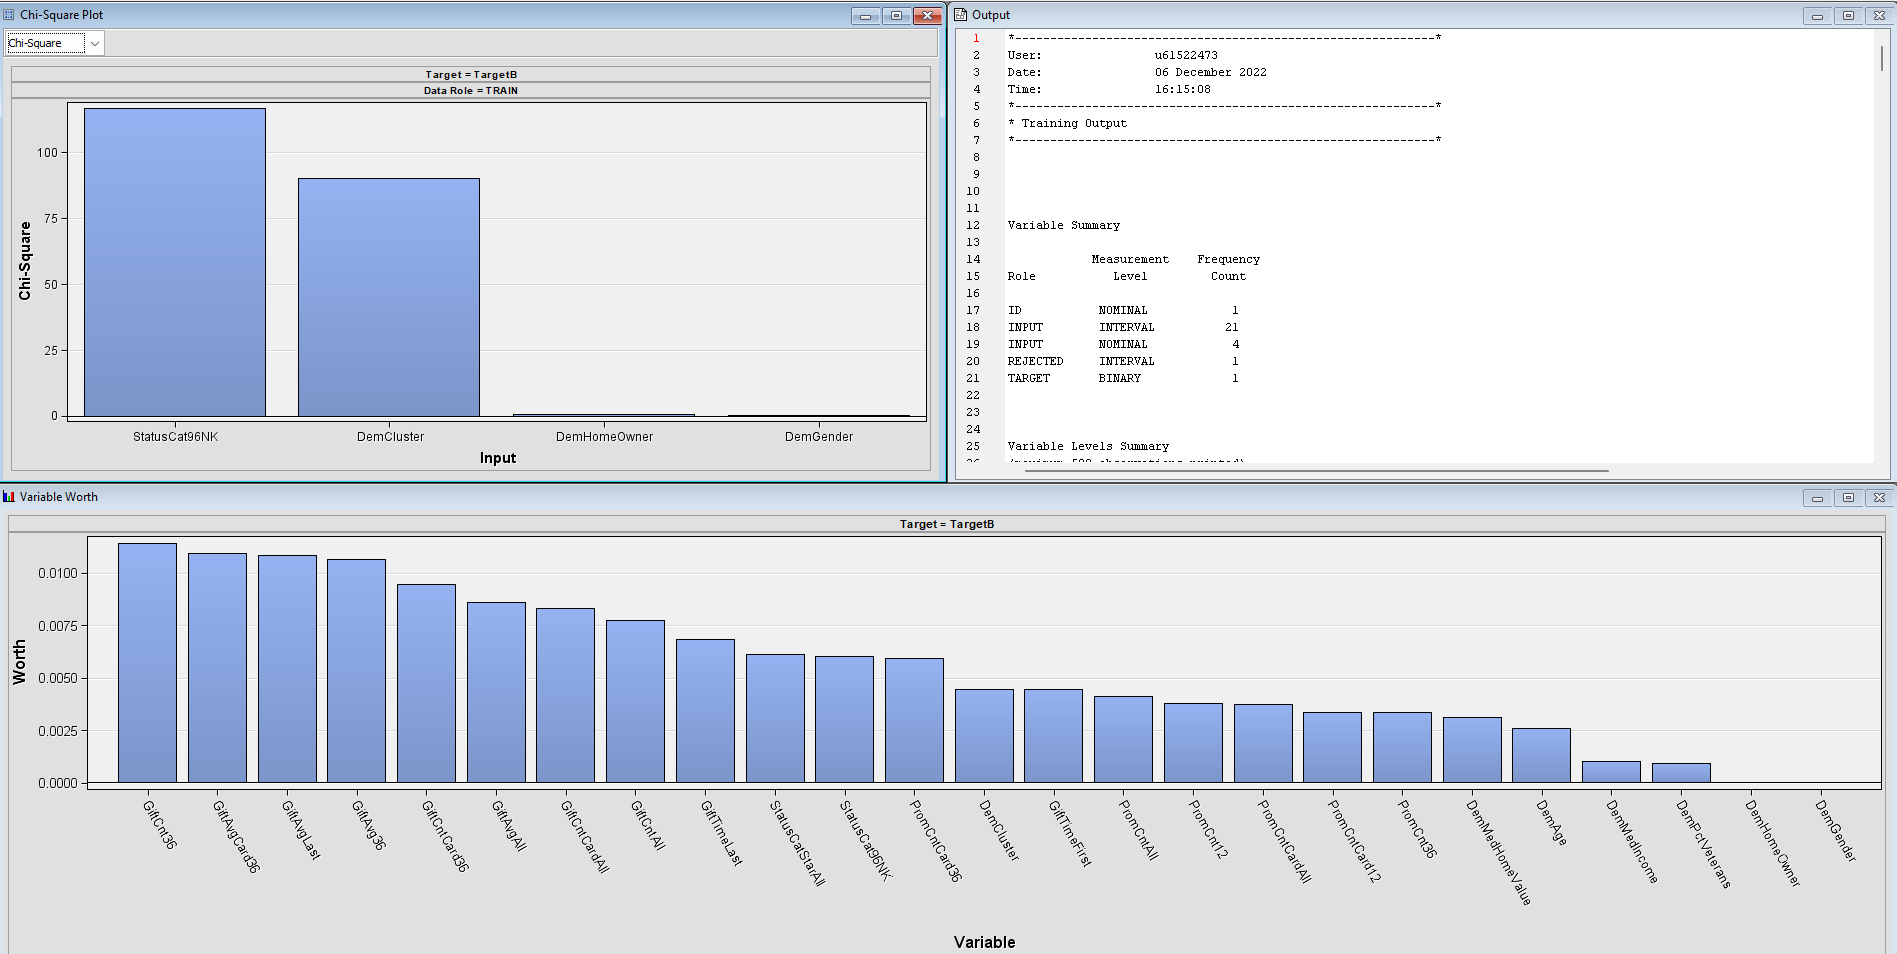 Chi-Square Plot
Chi-Square
Target = TargetB
Data Role = TRAIN
100
75
50
25
0
Chi-Square
StatusCat96NK DemCluster DemHomeOwner DemGender
Input
Output
1 *------------------------------------------------------------*
2 User: u61522473
3 Date: 06 December 2022
4 Time: 16:15:08
5 *------------------------------------------------------------*
6 * Training Output
7 *------------------------------------------------------------*
8
9
10
11
12 Variable Summary
13
14 Measurement Frequency
15 Role Level Count
16
17 ID NOMINAL 1
18 INPUT INTERVAL 21
19 INPUT NOMINAL 4
20 REJECTED INTERVAL 1
21 TARGET BINARY 1
22
23
24
25 Variable Levels Summary
Variable Worth
Target = TargetB
0.0100
0.0075
0.0050
0.0025
0.0000
Worth
GiftCnt36 GiftAvgCard36 GiftAvgLast GiftAvg36 GiftCntCard36 GiftAvgAll GiftCntCardAll GiftCntAll GiftTimeLast StatusCatStarAll StatusCat96NK PromCntCard36 DemCluster GiftTimeFirst PromCntAll PromCnt12 PromCntCardAll PromCntCard12 PromCnt36 DemMedHomeValue DemAge DemMedIncome DemPctVeterans DemHomeOwner DemGender
Variable